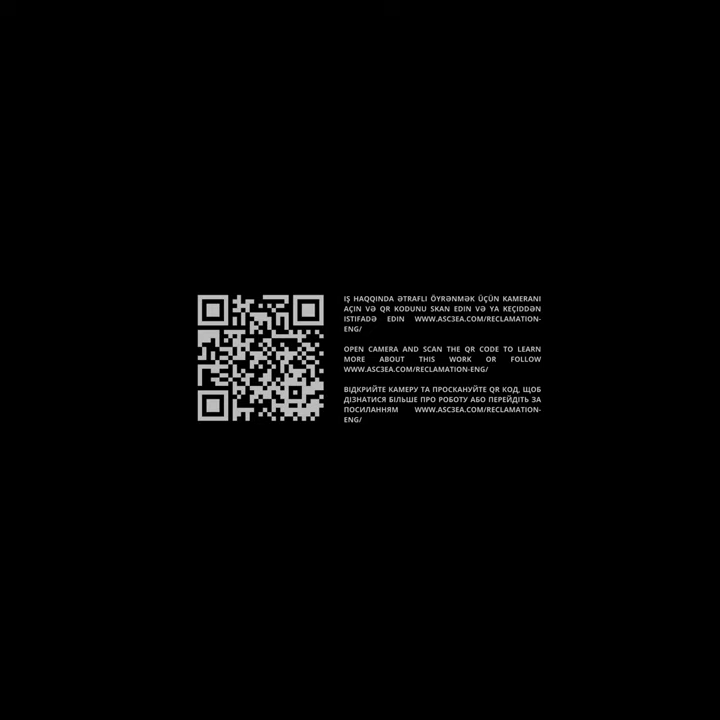 IŞ HAQQINDA ƏTRAFLI ÖYRƏNMƏK ÜÇÜN KAMERANI
AÇIN VƏ QR KODUNU SKAN EDIN VƏ YA KEÇIDDƏN
ISTIFADƏ EDIN WWW.ASC3EA.COM/RECLAMATION-
ENG/
OPEN CAMERA AND SCAN THE QR CODE TO LEARN
MORE ABOUT THIS WORK OR FOLLOW
WWW.ASC3EA.COM/RECLAMATION-ENG/
ВІДКРИЙТЕ КАМЕРУ ТА ПРОСКАНУЙТЕ QR КОД, ЩОБ
ДІЗНАТИСЯ БІЛЬШЕ ПРО РОБОТУ АБО ПЕРЕЙДІТЬ ЗА
ПОСИЛАННЯМ WWW.ASC3EA.COM/RECLAMATION-
ENG/